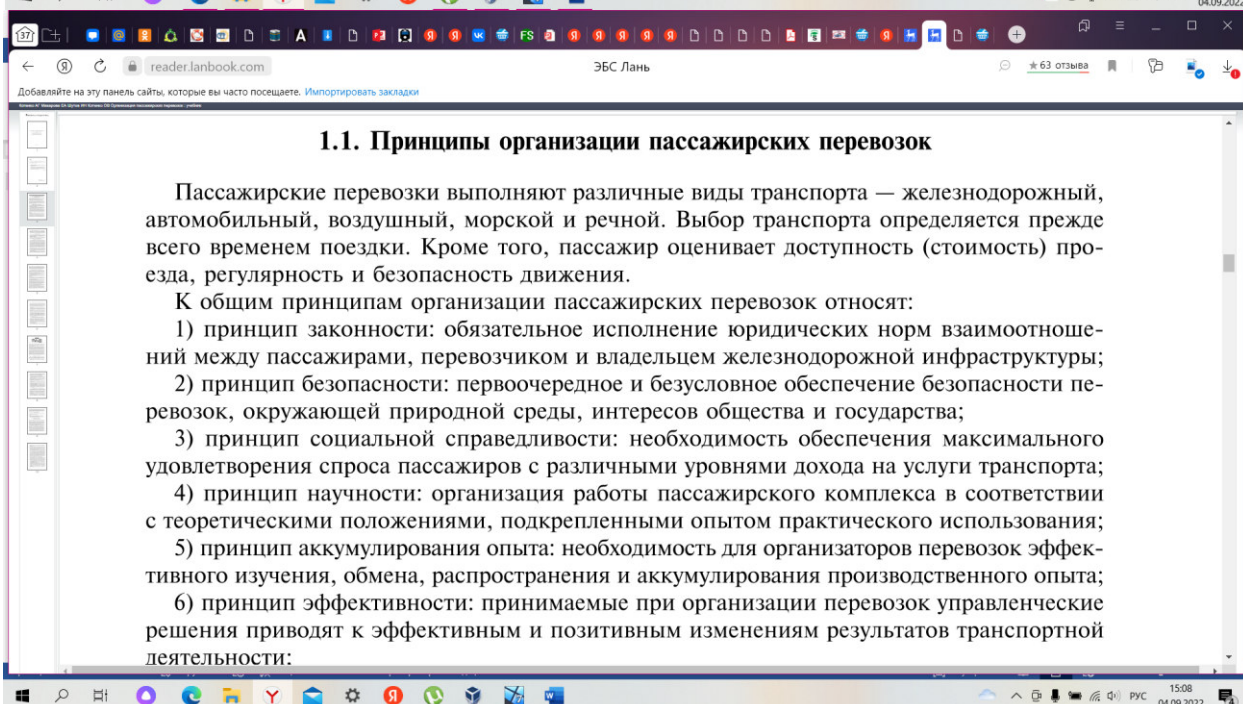 04.09.2022
37
reader.lanbook.com
ЭБС Лань
★ 63 отзыва
Добавляйте на эту панель сайты, которые вы часто посещаете. Импортировать закладки
1.1. Принципы организации пассажирских перевозок
Пассажирские перевозки выполняют различные виды транспорта — железнодорожный,
автомобильный, воздушный, морской и речной. Выбор транспорта определяется прежде
всего временем поездки. Кроме того, пассажир оценивает доступность (стоимость) про-
езда, регулярность и безопасность движения.
К общим принципам организации пассажирских перевозок относят:
1) принцип законности: обязательное исполнение юридических норм взаимоотноше-
ний между пассажирами, перевозчиком и владельцем железнодорожной инфраструктуры;
2) принцип безопасности: первоочередное и безусловное обеспечение безопасности пе-
ревозок, окружающей природной среды, интересов общества и государства;
3) принцип социальной справедливости: необходимость обеспечения максимального
удовлетворения спроса пассажиров с различными уровнями дохода на услуги транспорта;
4) принцип научности: организация работы пассажирского комплекса в соответствии
с теоретическими положениями, подкрепленными опытом практического использования;
5) принцип аккумулирования опыта: необходимость для организаторов перевозок эффек-
тивного изучения, обмена, распространения и аккумулирования производственного опыта;
6) принцип эффективности: принимаемые при организации перевозок управленческие
решения приводят к эффективным и позитивным изменениям результатов транспортной
деятельности;
РУС
15:08
04.09.2022